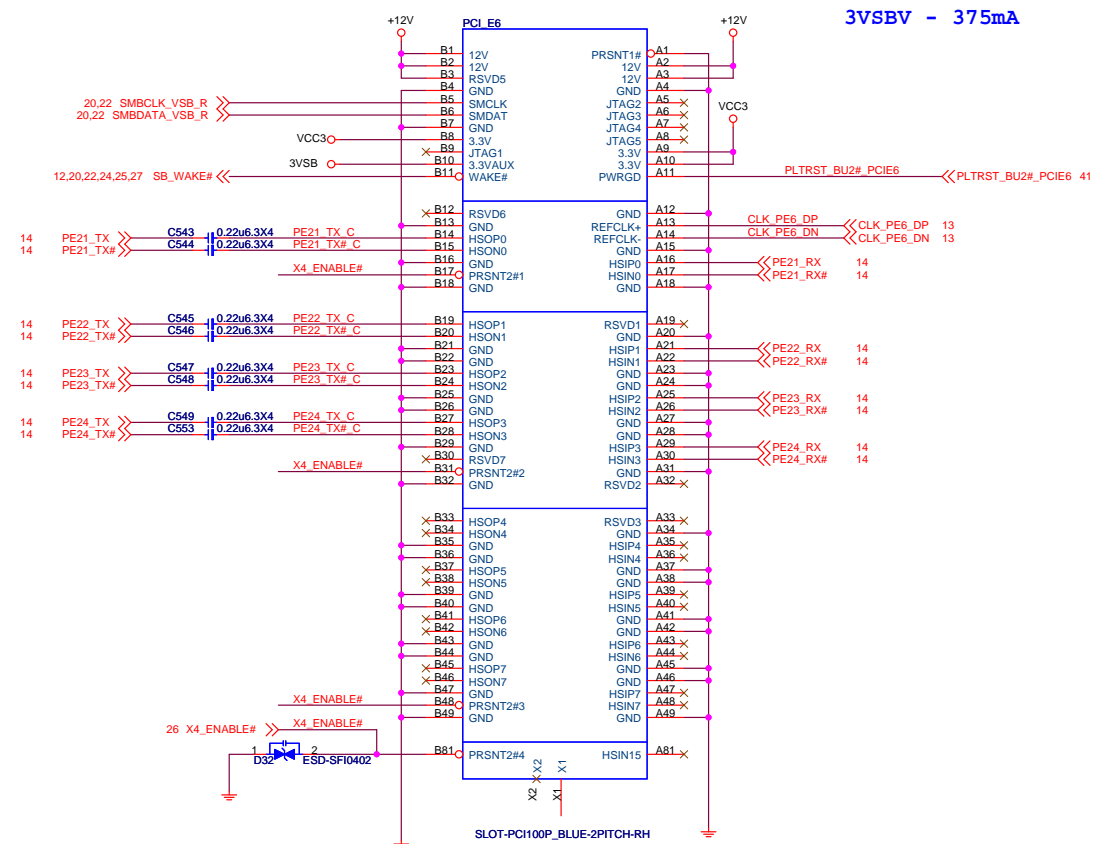 3VSBV - 375mA
+12V PCI_E6 +12V
B1 12V PRSNT1# A1
B2 12V 12V A2
B3 RSVD5 12V A3
B4 GND GND A4
20,22 SMBCLK_VSB_R B5 SMCLK JTAG2 A5
20,22 SMBDATA_VSB_R B6 SMDAT JTAG3 A6
VCC3
B7 GND JTAG4 A7
VCC3 B8 3.3V JTAG5 A8
B9 JTAG1 3.3V A9
3VSB B10 3.3VAUX 3.3V A10
12,20,22,24,25,27 SB_WAKE# B11 WAKE# PWRGD A11 PLTRST_BU2#_PCIE6 PLTRST_BU2#_PCIE6 41
B12 RSVD6 GND A12
B13 GND REFCLK+ A13 CLK_PE6_DP CLK_PE6_DP 13
14 PE21_TX C543 0.22u6.3X4 PE21_TX_C B14 HSOP0 REFCLK- A14 CLK_PE6_DN CLK_PE6_DN 13
14 PE21_TX# C544 0.22u6.3X4 PE21_TX#_C B15 HSON0 GND A15
B16 GND HSIP0 A16 PE21_RX 14
X4_ENABLE# B17 PRSNT2#1 HSIN0 A17 PE21_RX# 14
B18 GND GND A18
14 PE22_TX C545 0.22u6.3X4 PE22_TX_C B19 HSOP1 RSVD1 A19
14 PE22_TX# C546 0.22u6.3X4 PE22_TX#_C B20 HSON1 GND A20
B21 GND HSIP1 A21 PE22_RX 14
B22 GND HSIN1 A22 PE22_RX# 14
14 PE23_TX C547 0.22u6.3X4 PE23_TX_C B23 HSOP2 GND A23
14 PE23_TX# C548 0.22u6.3X4 PE23_TX#_C B24 HSON2 GND A24
B25 GND HSIP2 A25 PE23_RX 14
B26 GND HSIN2 A26 PE23_RX# 14
14 PE24_TX C549 0.22u6.3X4 PE24_TX_C B27 HSOP3 GND A27
14 PE24_TX# C553 0.22u6.3X4 PE24_TX#_C B28 HSON3 GND A28
B29 GND HSIP3 A29 PE24_RX 14
B30 RSVD7 HSIN3 A30 PE24_RX# 14
X4_ENABLE# B31 PRSNT2#2 GND A31
B32 GND RSVD2 A32
B33 HSOP4 RSVD3 A33
B34 HSON4 GND A34
B35 GND HSIP4 A35
B36 GND HSIN4 A36
B37 HSOP5 GND A37
B38 HSON5 GND A38
B39 GND HSIP5 A39
B40 GND HSIN5 A40
B41 HSOP6 GND A41
B42 HSON6 GND A42
B43 GND HSIP6 A43
B44 GND HSIN6 A44
B45 HSOP7 GND A45
B46 HSON7 GND A46
B47 GND HSIP7 A47
X4_ENABLE# B48 PRSNT2#3 HSIN7 A48
B49 GND GND A49
26 X4_ENABLE# X4_ENABLE#
1 D32 2 ESD-SFI0402 B81 PRSNT2#4 HSIN15 A81
X2 X1
X2 X1
SLOT-PCI100P_BLUE-2PITCH-RH